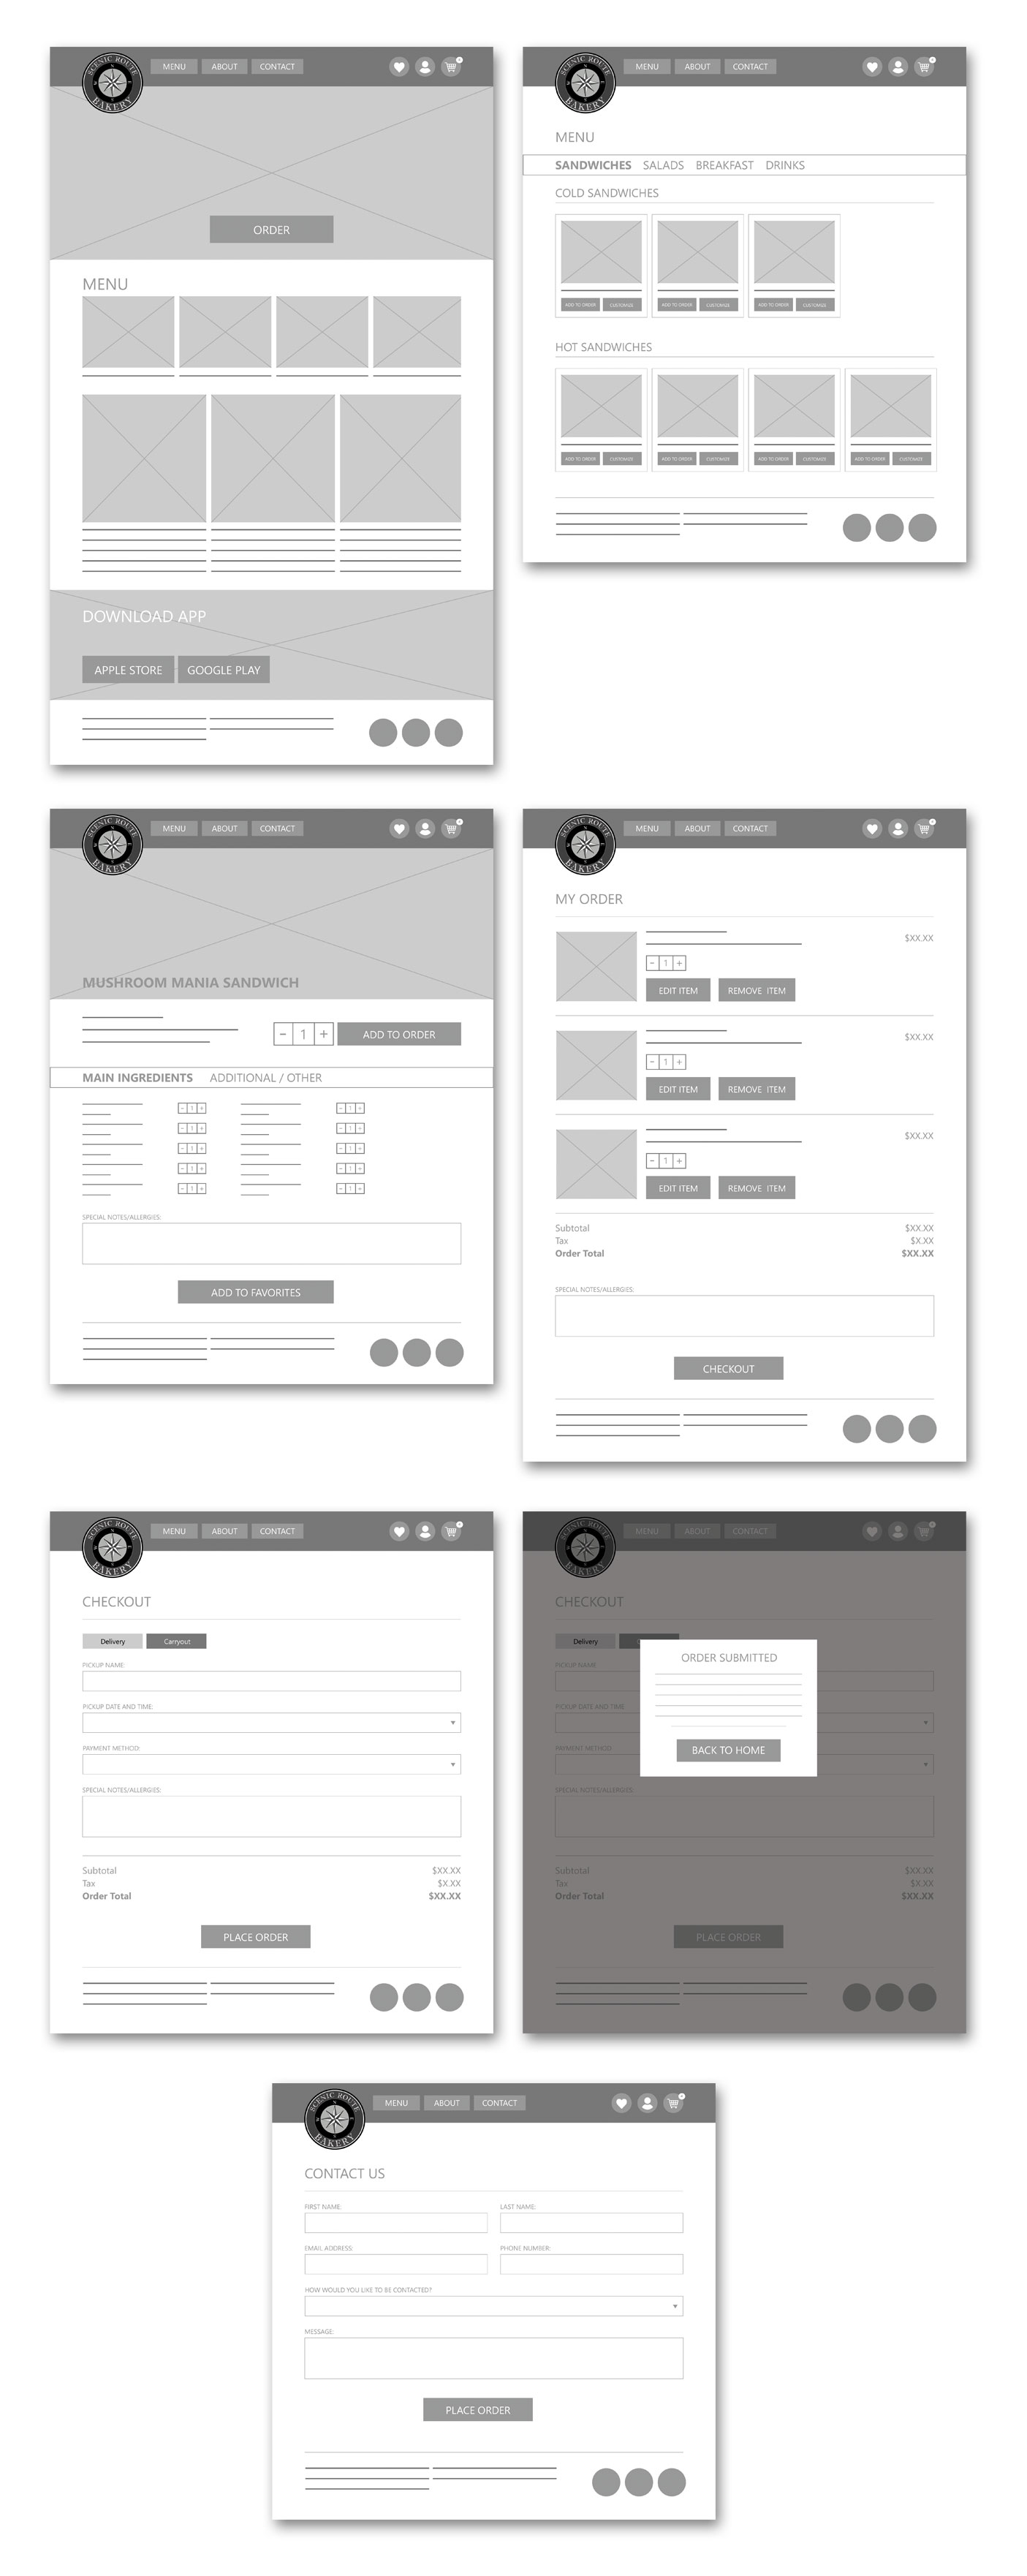 SCENIC ROUTE BAKERY
MENU ABOUT CONTACT
ORDER
MENU
DOWNLOAD APP
APPLE STORE GOOGLE PLAY
SCENIC ROUTE BAKERY
MENU ABOUT CONTACT
MENU
SANDWICHES SALADS BREAKFAST DRINKS
COLD SANDWICHES
ADD TO ORDER CUSTOMIZE ADD TO ORDER CUSTOMIZE ADD TO ORDER CUSTOMIZE
HOT SANDWICHES
ADD TO ORDER CUSTOMIZE ADD TO ORDER CUSTOMIZE ADD TO ORDER CUSTOMIZE ADD TO ORDER CUSTOMIZE
SCENIC ROUTE BAKERY
MENU ABOUT CONTACT
MUSHROOM MANIA SANDWICH
- 1 + ADD TO ORDER
MAIN INGREDIENTS ADDITIONAL / OTHER
- 1 + - 1 +
- 1 + - 1 +
- 1 + - 1 +
- 1 + - 1 +
- 1 + - 1 +
SPECIAL NOTES/ALLERGIES:
ADD TO FAVORITES
SCENIC ROUTE BAKERY
MENU ABOUT CONTACT
MY ORDER
$XX.XX
- 1 +
EDIT ITEM REMOVE ITEM
$XX.XX
- 1 +
EDIT ITEM REMOVE ITEM
$XX.XX
- 1 +
EDIT ITEM REMOVE ITEM
Subtotal $XX.XX
Tax $X.XX
Order Total $XX.XX
SPECIAL NOTES/ALLERGIES:
CHECKOUT
SCENIC ROUTE BAKERY
MENU ABOUT CONTACT
CHECKOUT
Delivery Carryout
PICKUP NAME:
PICKUP DATE AND TIME:
PAYMENT METHOD:
SPECIAL NOTES/ALLERGIES:
Subtotal $XX.XX
Tax $X.XX
Order Total $XX.XX
PLACE ORDER
SCENIC ROUTE BAKERY
MENU ABOUT CONTACT
CHECKOUT
Delivery
ORDER SUBMITTED
BACK TO HOME
PICKUP NAME
PICKUP DATE AND TIME
PAYMENT METHOD:
SPECIAL NOTES/ALLERGIES:
Subtotal $XX.XX
Tax $X.XX
Order Total $XX.XX
PLACE ORDER
SCENIC ROUTE BAKERY
MENU ABOUT CONTACT
CONTACT US
FIRST NAME: LAST NAME:
EMAIL ADDRESS: PHONE NUMBER:
HOW WOULD YOU LIKE TO BE CONTACTED?
MESSAGE:
PLACE ORDER